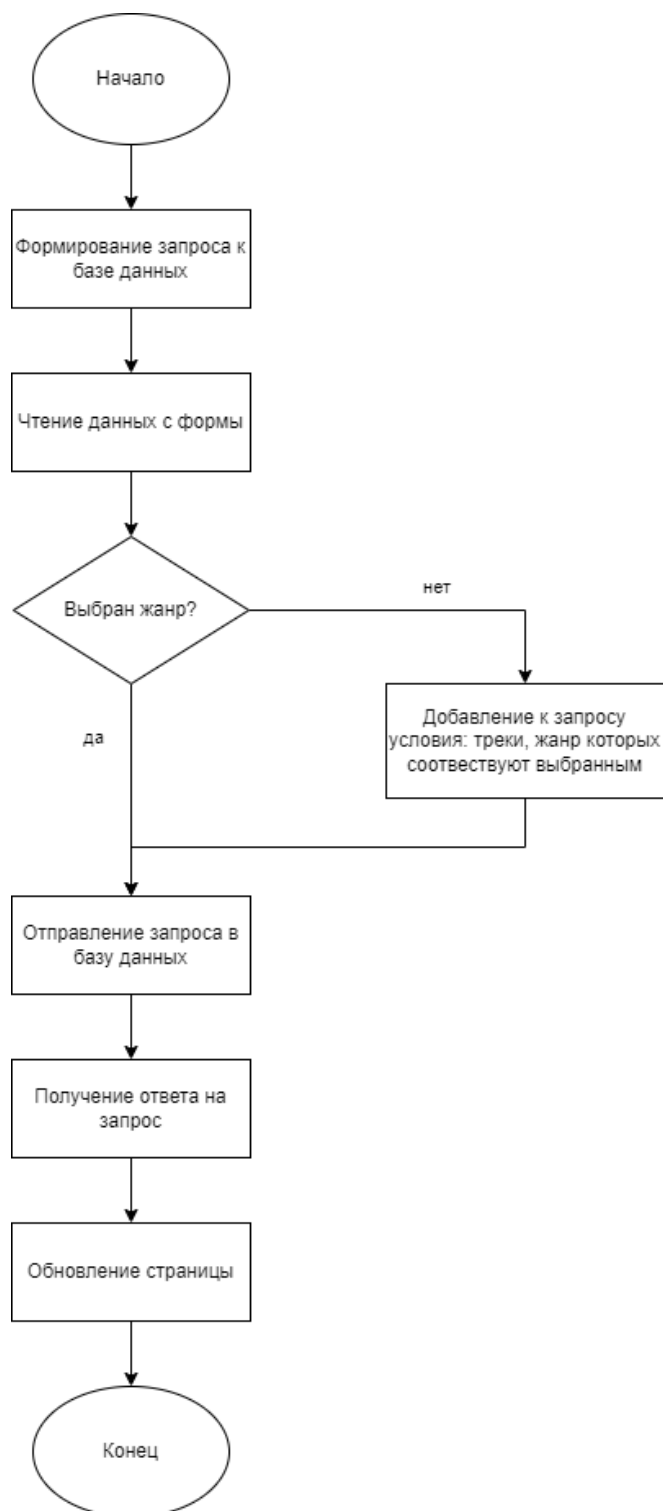 Начало
Формирование запроса к
базе данных
Чтение данных с формы
Выбран жанр?
нет
да
Добавление к запросу
условия: треки, жанр которых
соотвествуют выбранным
Отправление запроса в
базу данных
Получение ответа на
запрос
Обновление страницы
Конец